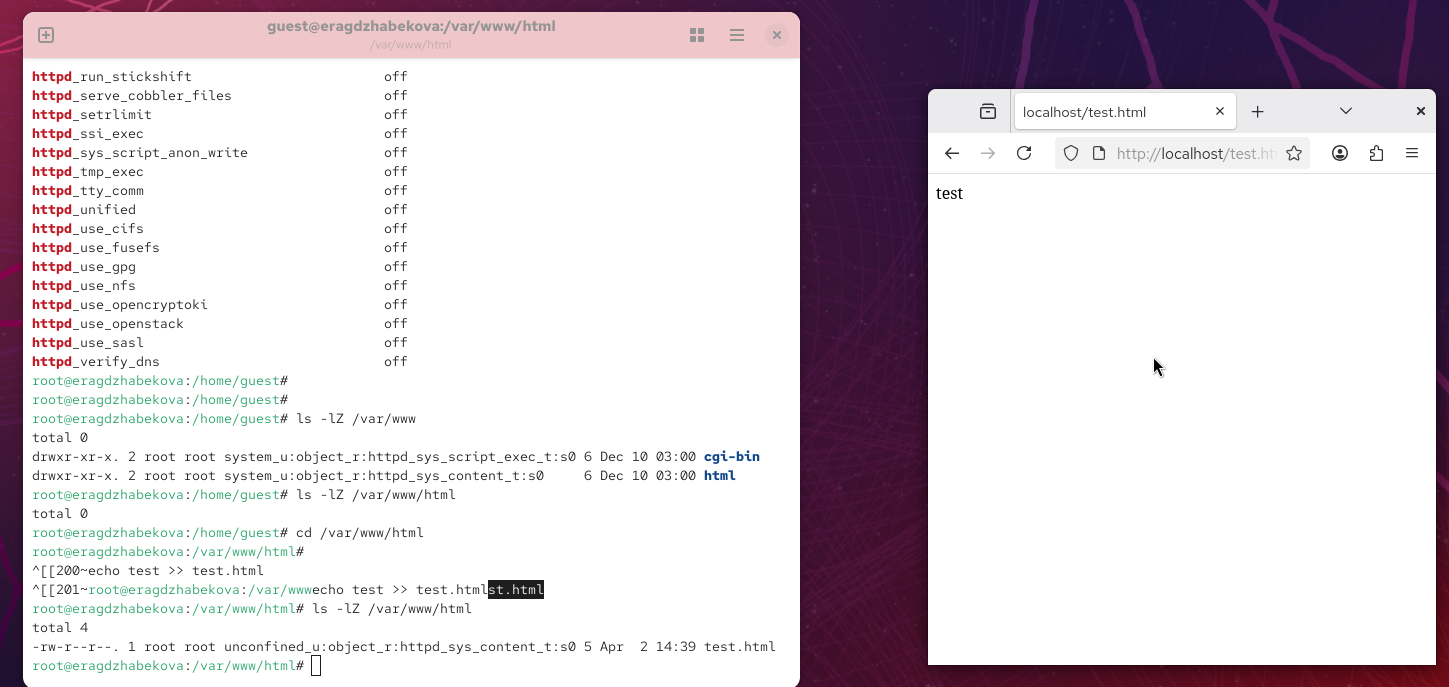 guest@eragdzhabekova:/var/www/html
/var/www/html
httpd_run_stickshift off
httpd_serve_cobbler_files off
httpd_setrlimit off
httpd_ssi_exec off
httpd_sys_script_anon_write off
httpd_tmp_exec off
httpd_tty_comm off
httpd_unified off
httpd_use_cifs off
httpd_use_fusefs off
httpd_use_gpg off
httpd_use_nfs off
httpd_use_opencryptoki off
httpd_use_openstack off
httpd_use_sasl off
httpd_verify_dns off
root@eragdzhabekova:/home/guest#
root@eragdzhabekova:/home/guest#
root@eragdzhabekova:/home/guest# ls -lZ /var/www
total 0
drwxr-xr-x. 2 root root system_u:object_r:httpd_sys_script_exec_t:s0 6 Dec 10 03:00 cgi-bin
drwxr-xr-x. 2 root root system_u:object_r:httpd_sys_content_t:s0     6 Dec 10 03:00 html
root@eragdzhabekova:/home/guest# ls -lZ /var/www/html
total 0
root@eragdzhabekova:/home/guest# cd /var/www/html
root@eragdzhabekova:/var/www/html#
^[[200~echo test >> test.html
^[[201~root@eragdzhabekova:/var/wwwecho test >> test.htmlst.html
root@eragdzhabekova:/var/www/html# ls -lZ /var/www/html
total 4
-rw-r--r--. 1 root root unconfined_u:object_r:httpd_sys_content_t:s0 5 Apr  2 14:39 test.html
root@eragdzhabekova:/var/www/html#
localhost/test.html
http://localhost/test.ht
test